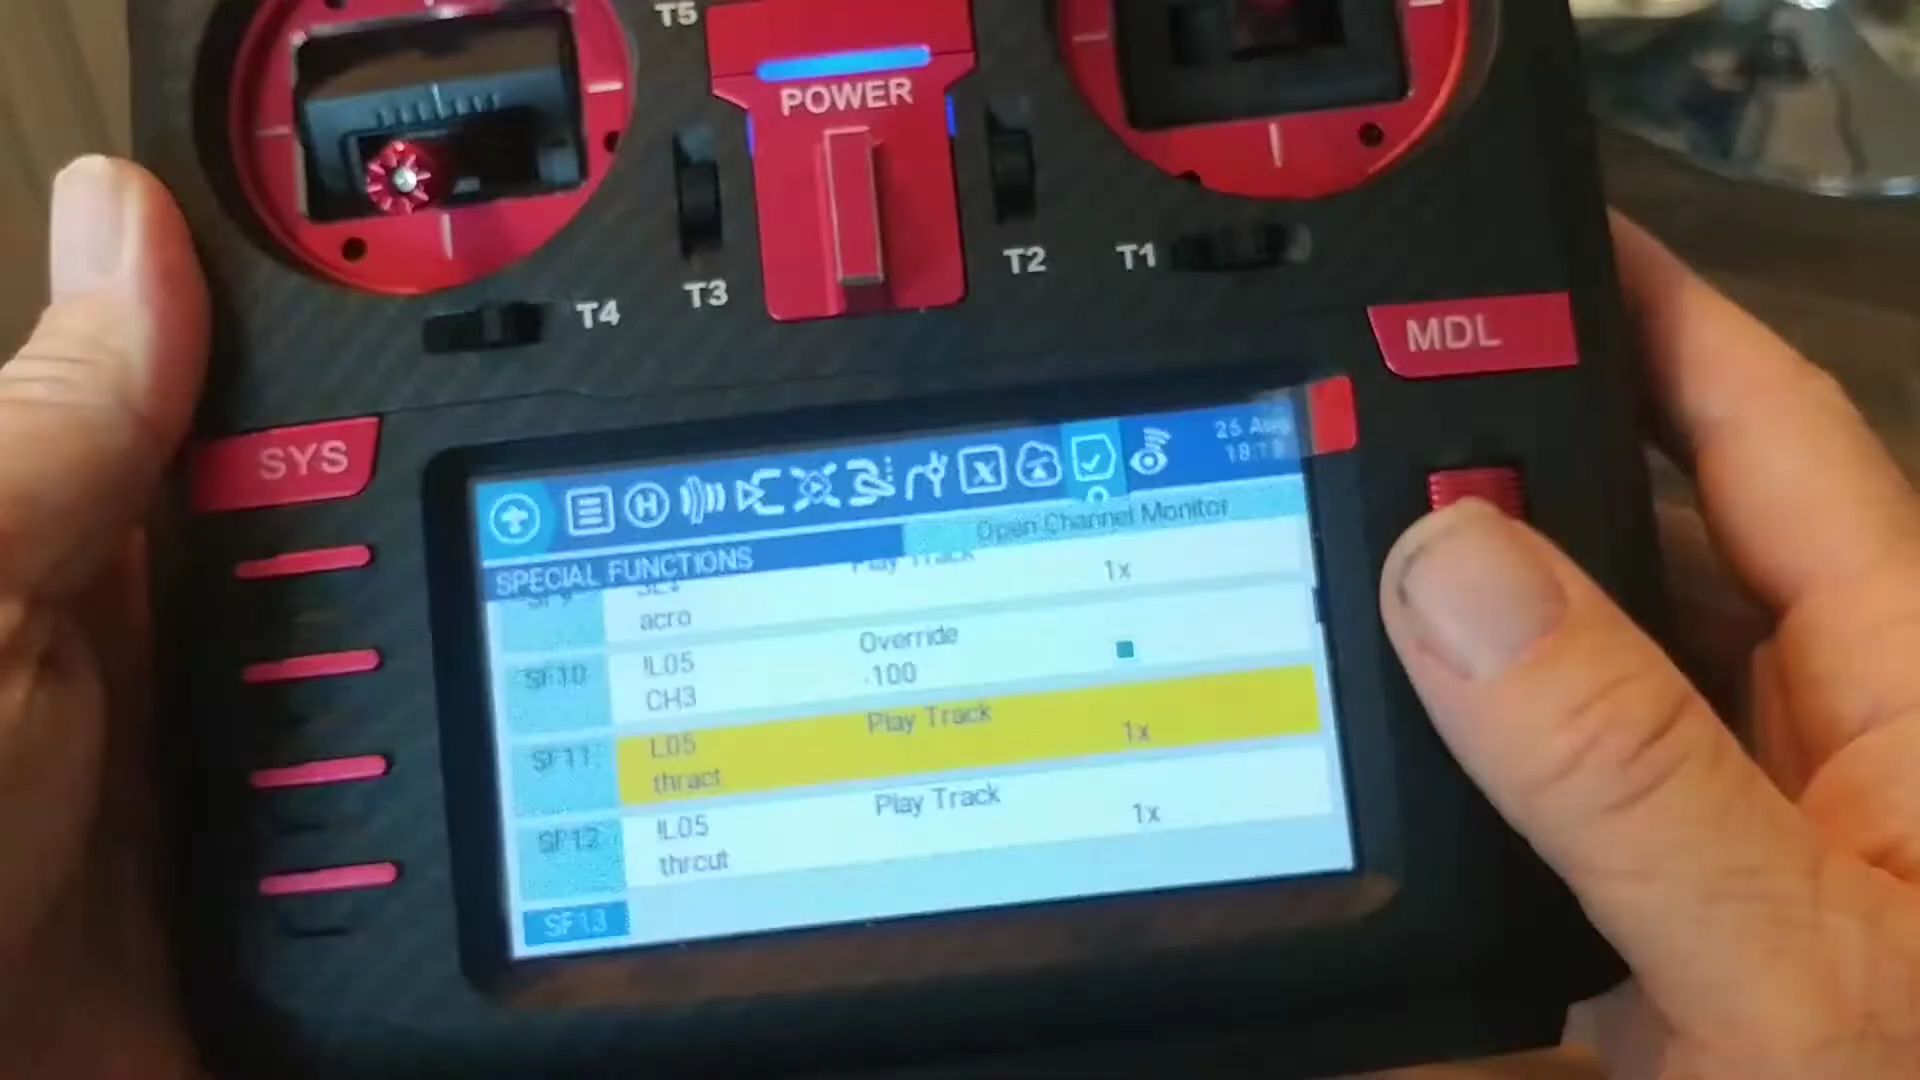 T5
POWER
T3
T2
T1
T4
MDL
SYS
H
X
25 Aug
Open Channel Monitor
SPECIAL FUNCTIONS
Play Track
1x
acro
SF10
!L05
Override
CH3
-100
SF11
L05
Play Track
1x
thract
SF12
!L05
Play Track
1x
thrcut
SF13